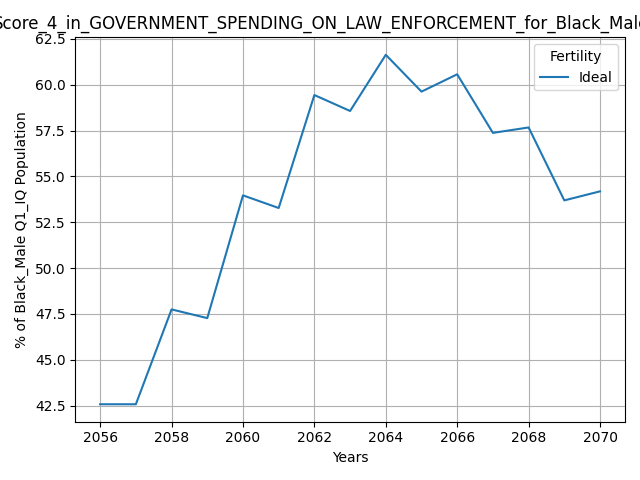 Score_4_in_GOVERNMENT_SPENDING_ON_LAW_ENFORCEMENT_for_Black_Male
62.5
60.0
57.5
55.0
52.5
50.0
47.5
45.0
42.5
% of Black_Male Q1_IQ Population
Fertility
Ideal
2056 2058 2060 2062 2064 2066 2068 2070
Years